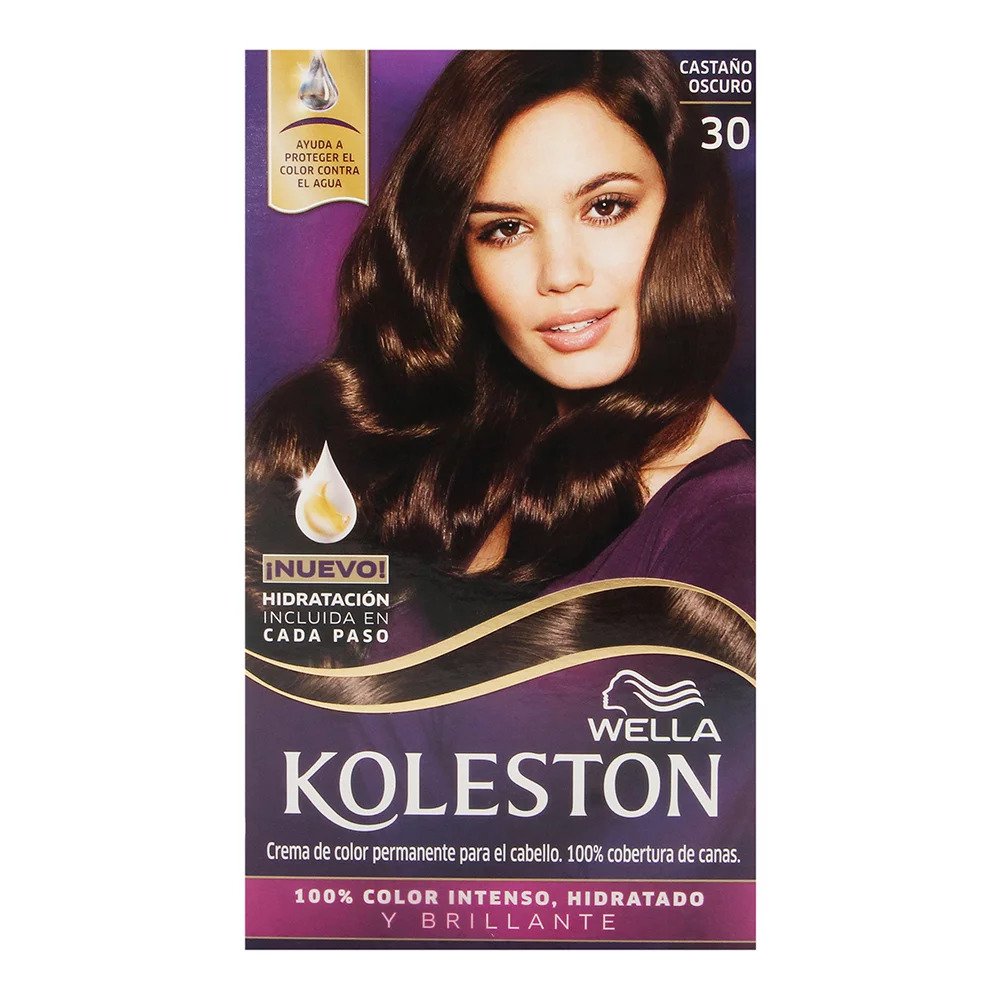 AYUDA A
PROTEGER EL
COLOR CONTRA
EL AGUA
CASTAÑO
OSCURO
30
¡NUEVO!
HIDRATACIÓN
INCLUIDA EN
CADA PASO
WELLA
KOLESTON
Crema de color permanente para el cabello. 100% cobertura de canas.
100% COLOR INTENSO, HIDRATADO
Y BRILLANTE